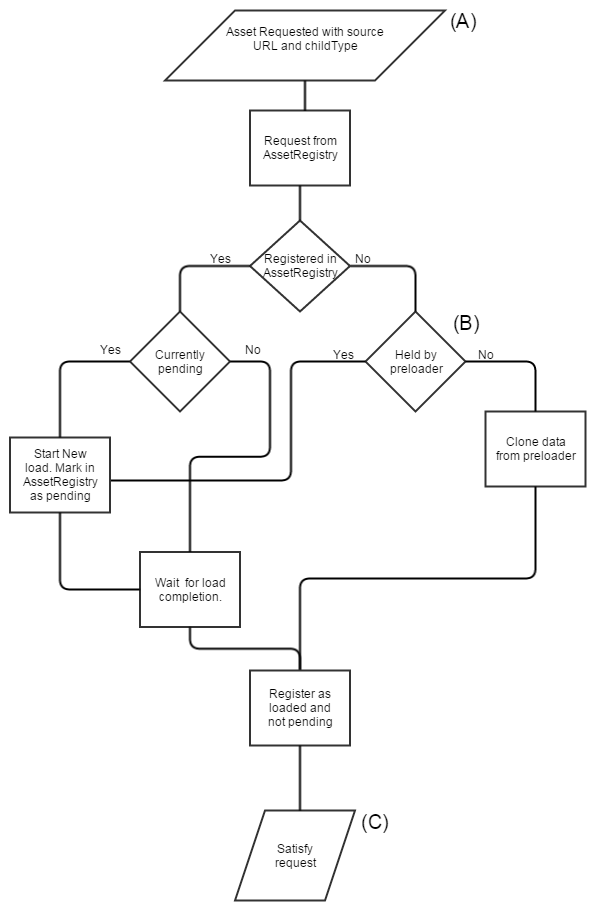 Asset Requested with source
URL and childType
(A)
Request from
AssetRegistry
Registered in
AssetRegistry
Yes
No
(B)
Currently
pending
Yes
No
Held by
preloader
Yes
No
Start New
load. Mark in
AssetRegistry
as pending
Clone data
from preloader
Wait for load
completion.
Register as
loaded and
not pending
(C)
Satisfy
request